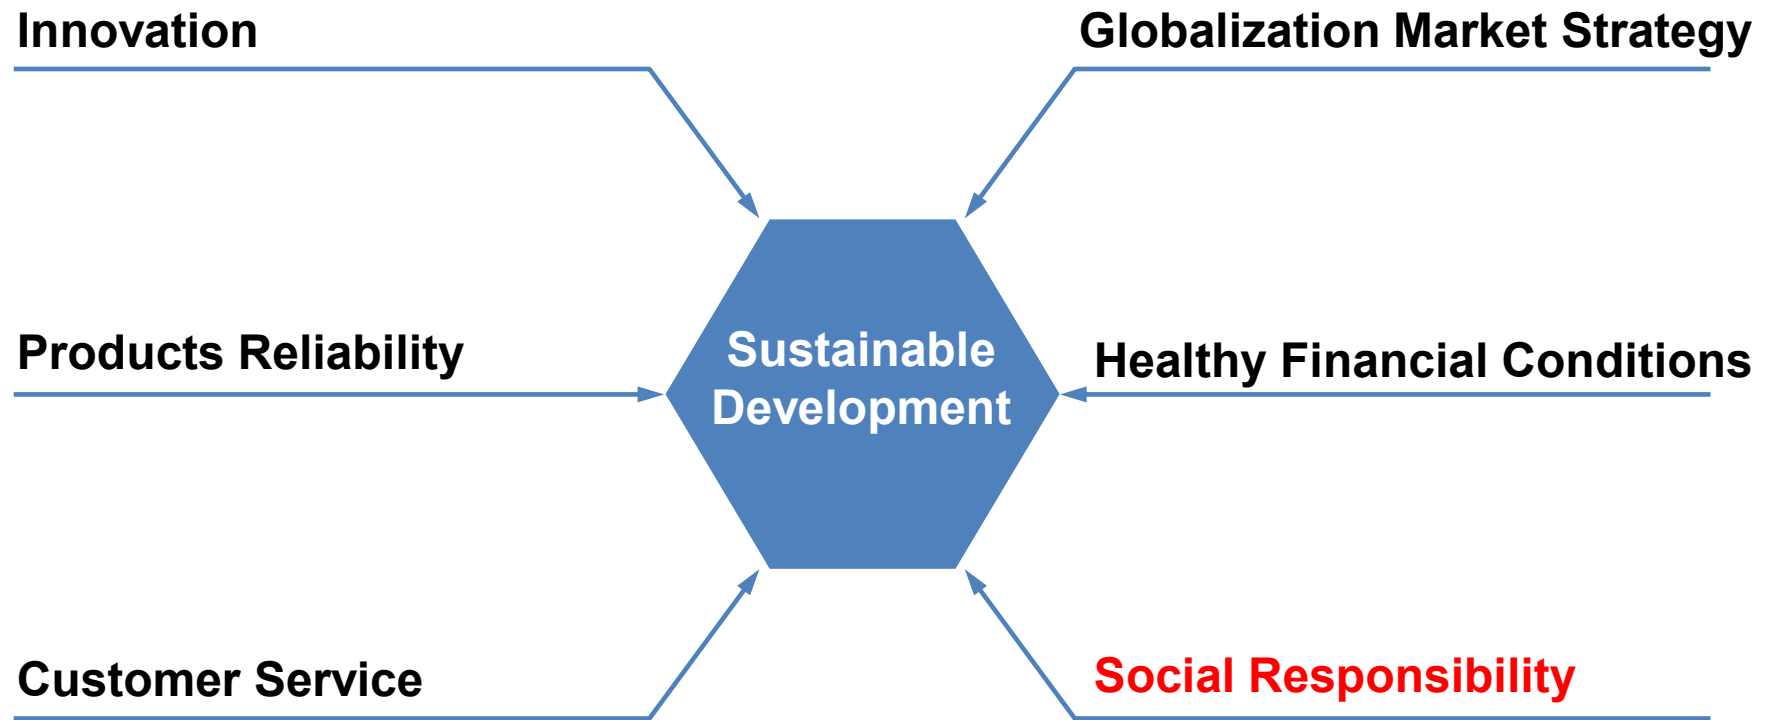 Innovation
Globalization Market Strategy
Products Reliability
Sustainable
Development
Healthy Financial Conditions
Customer Service
Social Responsibility